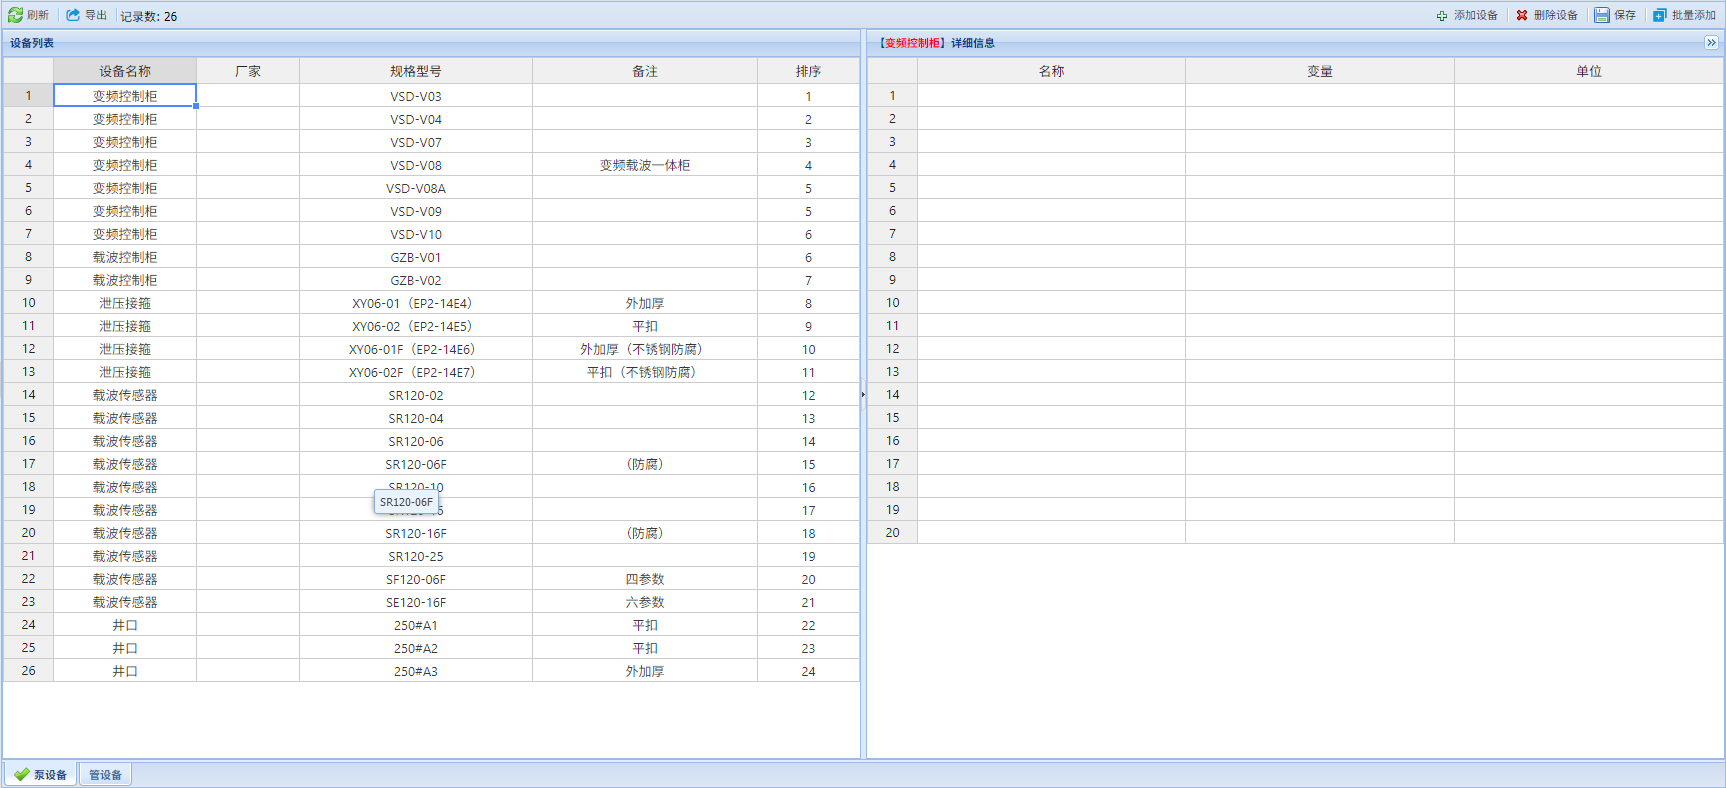 刷新 导出 记录数: 26 添加设备 删除设备 保存 批量添加
设备列表
设备名称 厂家 规格型号 备注 排序
1 变频控制柜 VSD-V03 1
2 变频控制柜 VSD-V04 2
3 变频控制柜 VSD-V07 3
4 变频控制柜 VSD-V08 变频载波一体柜 4
5 变频控制柜 VSD-V08A 5
6 变频控制柜 VSD-V09 5
7 变频控制柜 VSD-V10 6
8 载波控制柜 GZB-V01 6
9 载波控制柜 GZB-V02 7
10 泄压接箍 XY06-01（EP2-14E4） 外加厚 8
11 泄压接箍 XY06-02（EP2-14E5） 平扣 9
12 泄压接箍 XY06-01F（EP2-14E6） 外加厚（不锈钢防腐） 10
13 泄压接箍 XY06-02F（EP2-14E7） 平扣（不锈钢防腐） 11
14 载波传感器 SR120-02 12
15 载波传感器 SR120-04 13
16 载波传感器 SR120-06 14
17 载波传感器 SR120-06F （防腐） 15
18 载波传感器 SR120-10 16
SR120-06F
19 载波传感器 17
20 载波传感器 SR120-16F （防腐） 18
21 载波传感器 SR120-25 19
22 载波传感器 SF120-06F 四参数 20
23 载波传感器 SE120-16F 六参数 21
24 井口 250#A1 平扣 22
25 井口 250#A2 平扣 23
26 井口 250#A3 外加厚 24
【变频控制柜】详细信息
名称 变量 单位
1
2
3
4
5
6
7
8
9
10
11
12
13
14
15
16
17
18
19
20
泵设备 管设备